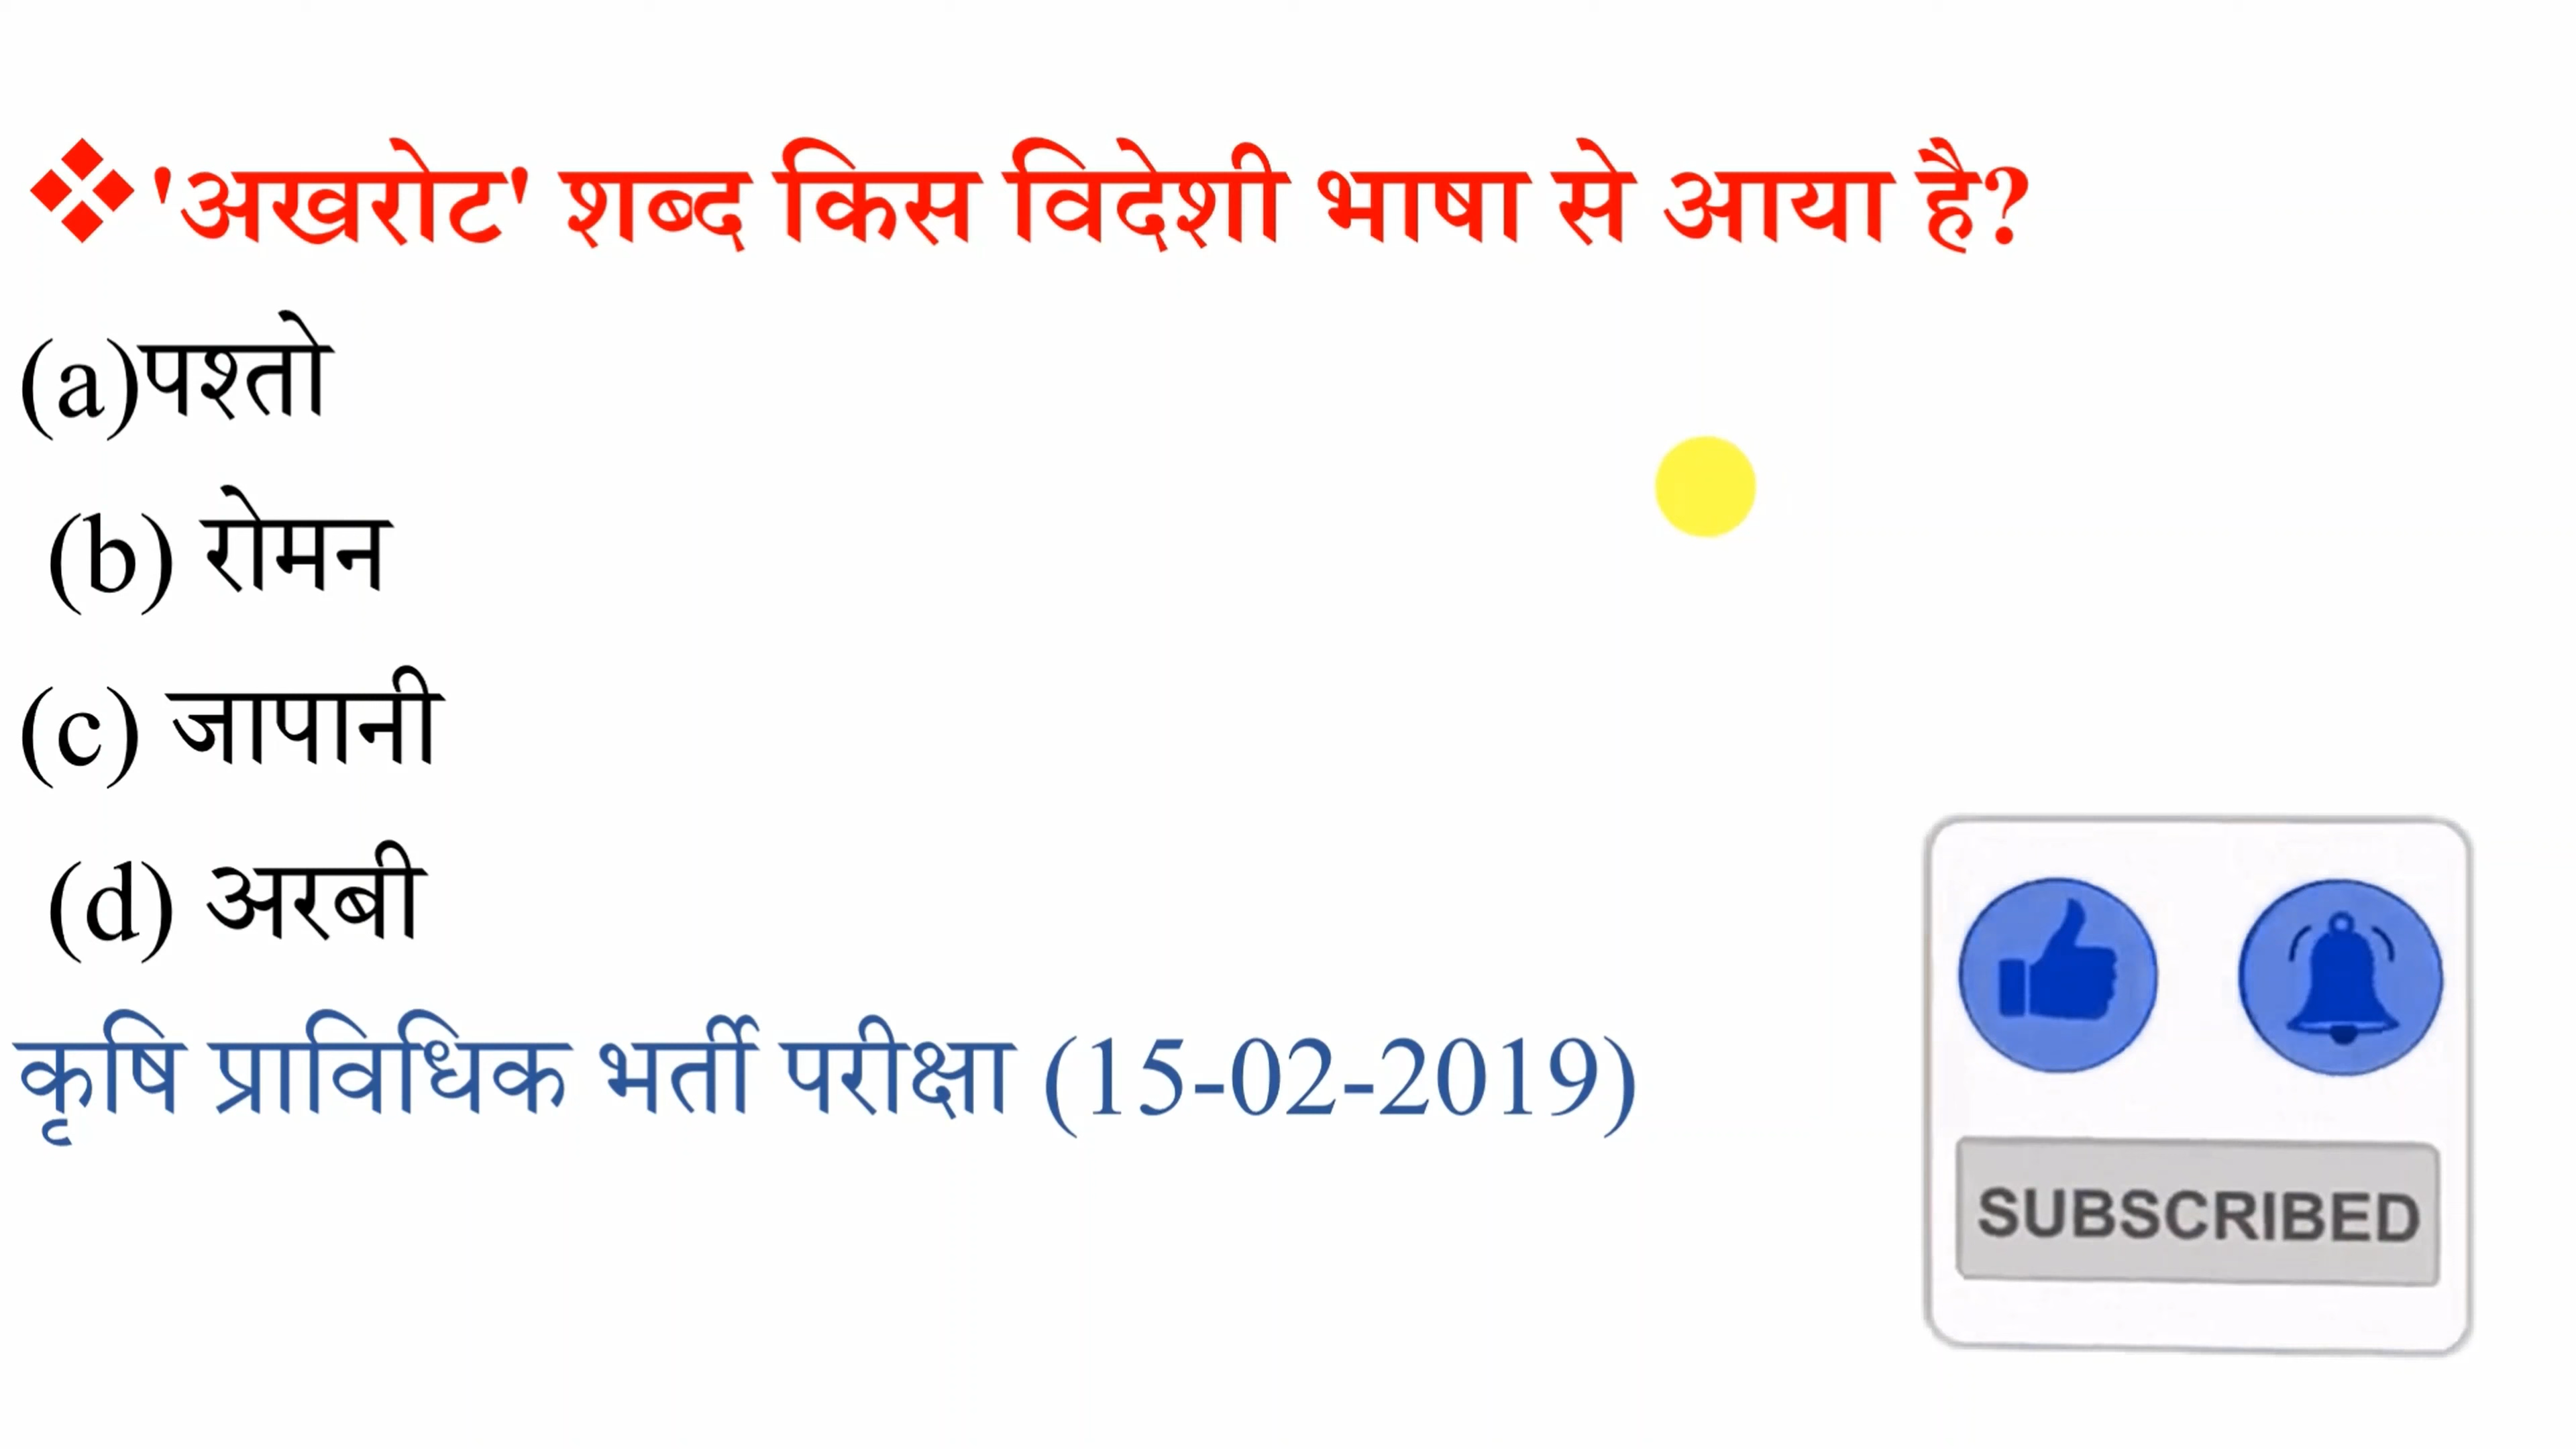 ❖'अखरोट' शब्द किस विदेशी भाषा से आया है?
(a)पश्तो
(b) रोमन
(c) जापानी
(d) अरबी
कृषि प्राविधिक भर्ती परीक्षा (15-02-2019)
SUBSCRIBED